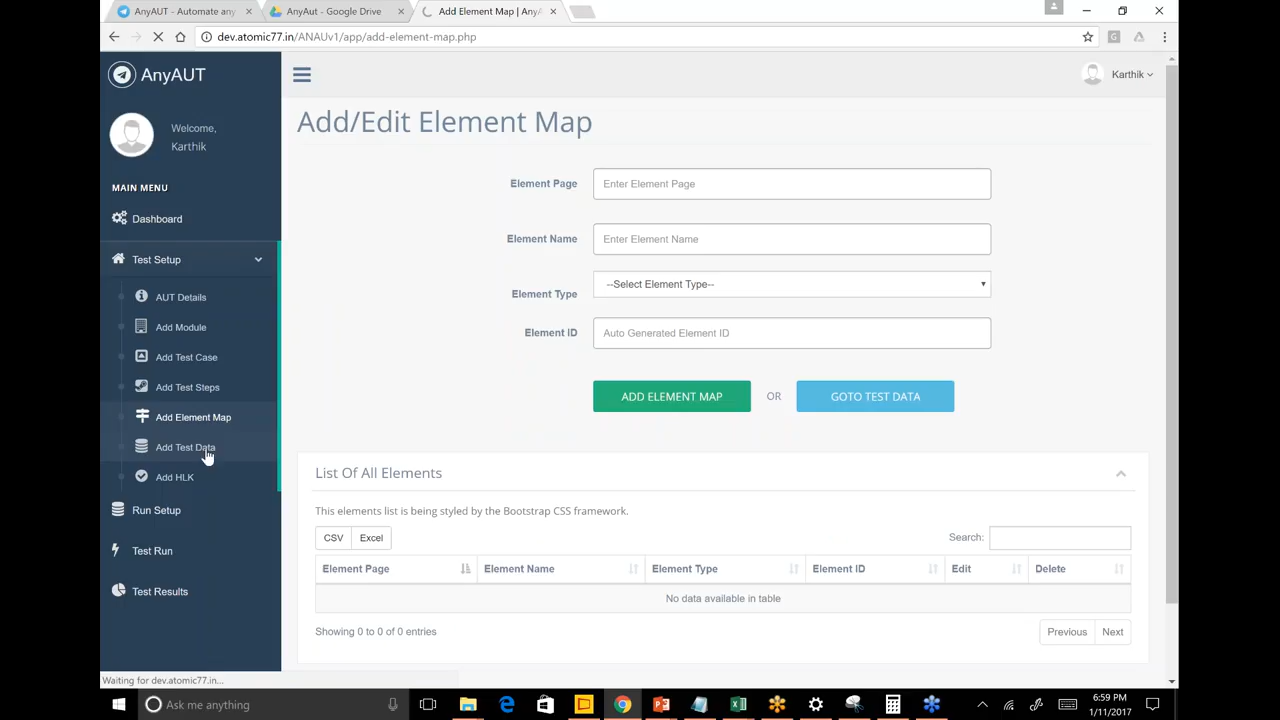 AnyAUT - Automate any
AnyAut - Google Drive
Add Element Map | AnyA
dev.atomic77.in/ANAUv1/app/add-element-map.php
AnyAUT
Karthik
Welcome,
Karthik
MAIN MENU
Dashboard
Test Setup
AUT Details
Add Module
Add Test Case
Add Test Steps
Add Element Map
Add Test Data
Add HLK
Run Setup
Test Run
Test Results
Add/Edit Element Map
Element Page
Enter Element Page
Element Name
Enter Element Name
Element Type
--Select Element Type--
Element ID
Auto Generated Element ID
ADD ELEMENT MAP
OR
GOTO TEST DATA
List Of All Elements
This elements list is being styled by the Bootstrap CSS framework.
CSV
Excel
Search:
Element Page
Element Name
Element Type
Element ID
Edit
Delete
No data available in table
Showing 0 to 0 of 0 entries
Previous
Next
Waiting for dev.atomic77.in...
Ask me anything
6:59 PM
1/11/2017